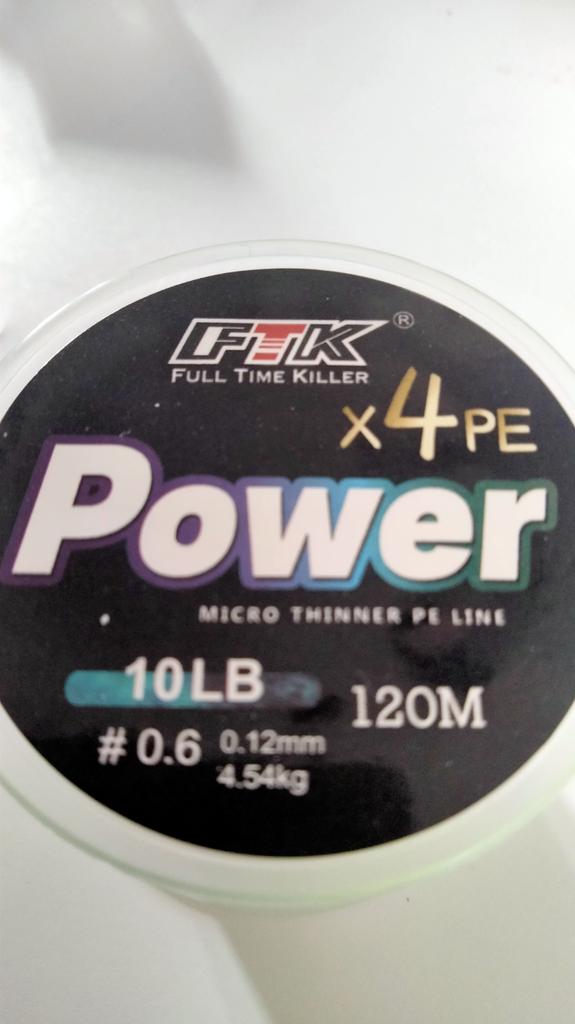 FTK®
FULL TIME KILLER
X4PE
Power
MICRO THINNER PE LINE
10LB
120M
#0.6
0.12mm
4.54kg